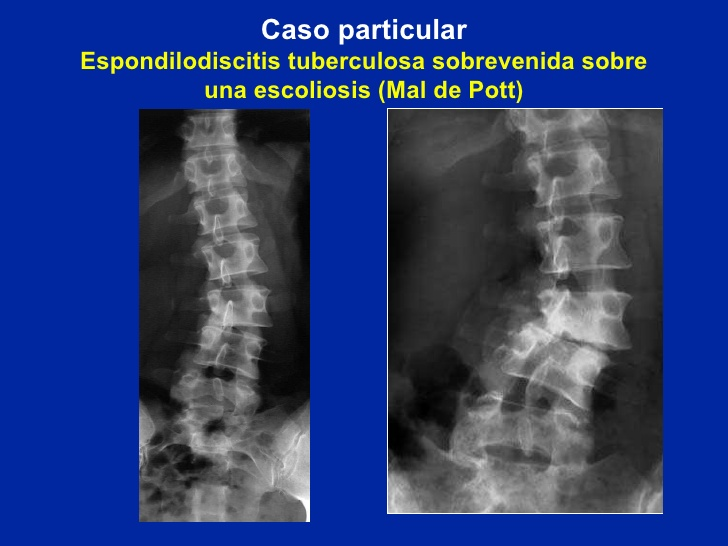 Caso particular
Espondilodiscitis tuberculosa sobrevenida sobre
una escoliosis (Mal de Pott)